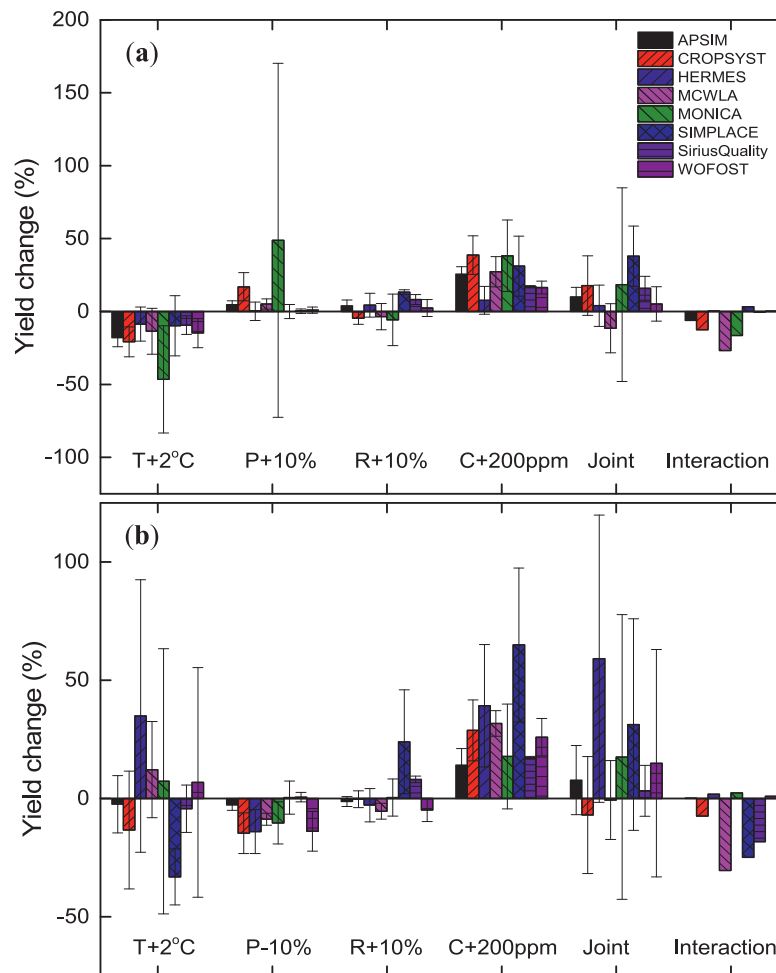 200
(a)
APSIM
CROPSYST
HERMES
MCWLA
MONICA
SIMPLACE
SiriusQuality
WOFOST
150
100
50
0
-50
-100
Yield change (%)
T+2°C P+10% R+10% C+200ppm Joint Interaction
(b)
100
50
0
-50
Yield change (%)
T+2°C P-10% R+10% C+200ppm Joint Interaction